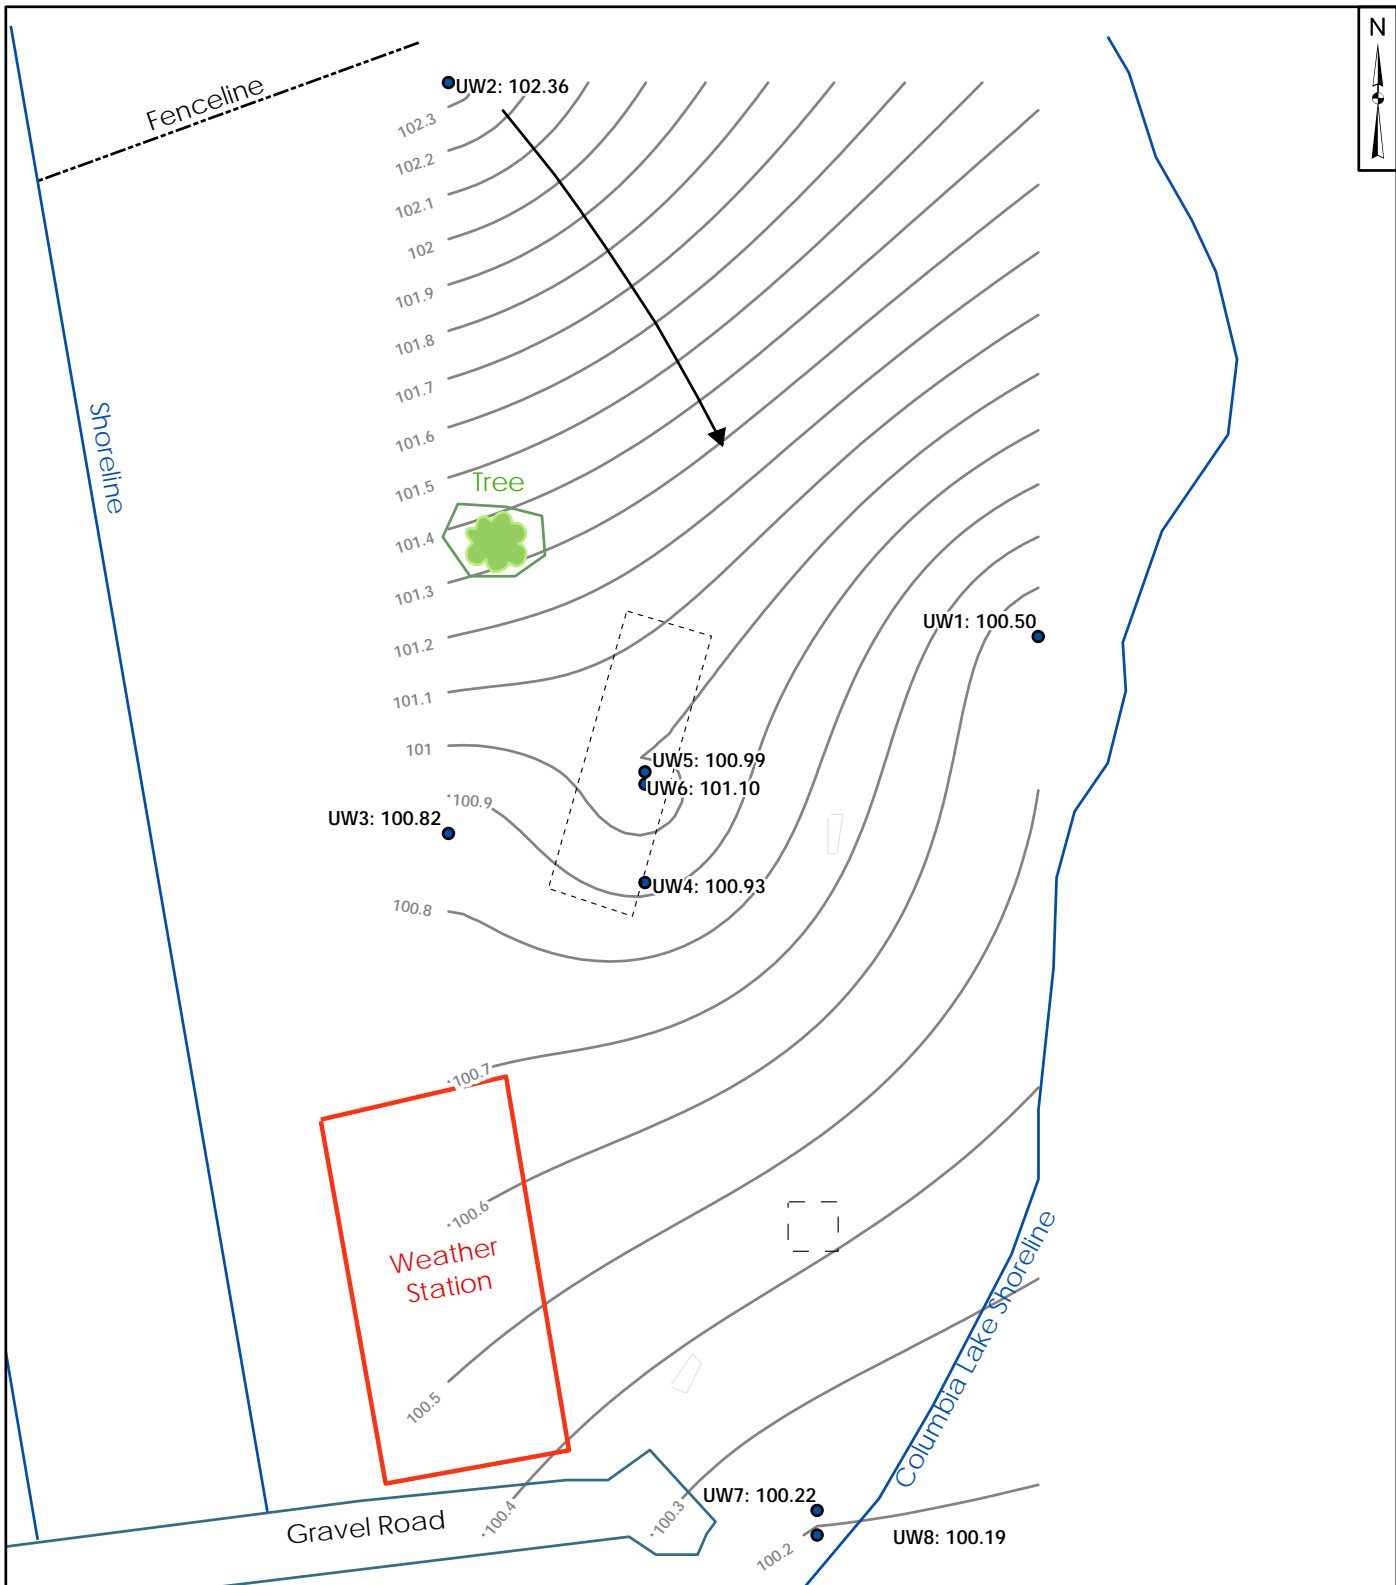 N
Fenceline
UW2: 102.36
102.3
102.2
102.1
102
101.9
101.8
101.7
101.6
101.5
101.4
101.3
101.2
101.1
101
100.9
100.8
100.7
100.6
100.5
100.4
100.3
100.2
Shoreline
Tree
UW1: 100.50
UW5: 100.99
UW6: 101.10
UW3: 100.82
UW4: 100.93
Weather
Station
Columbia Lake Shoreline
Gravel Road
UW7: 100.22
UW8: 100.19